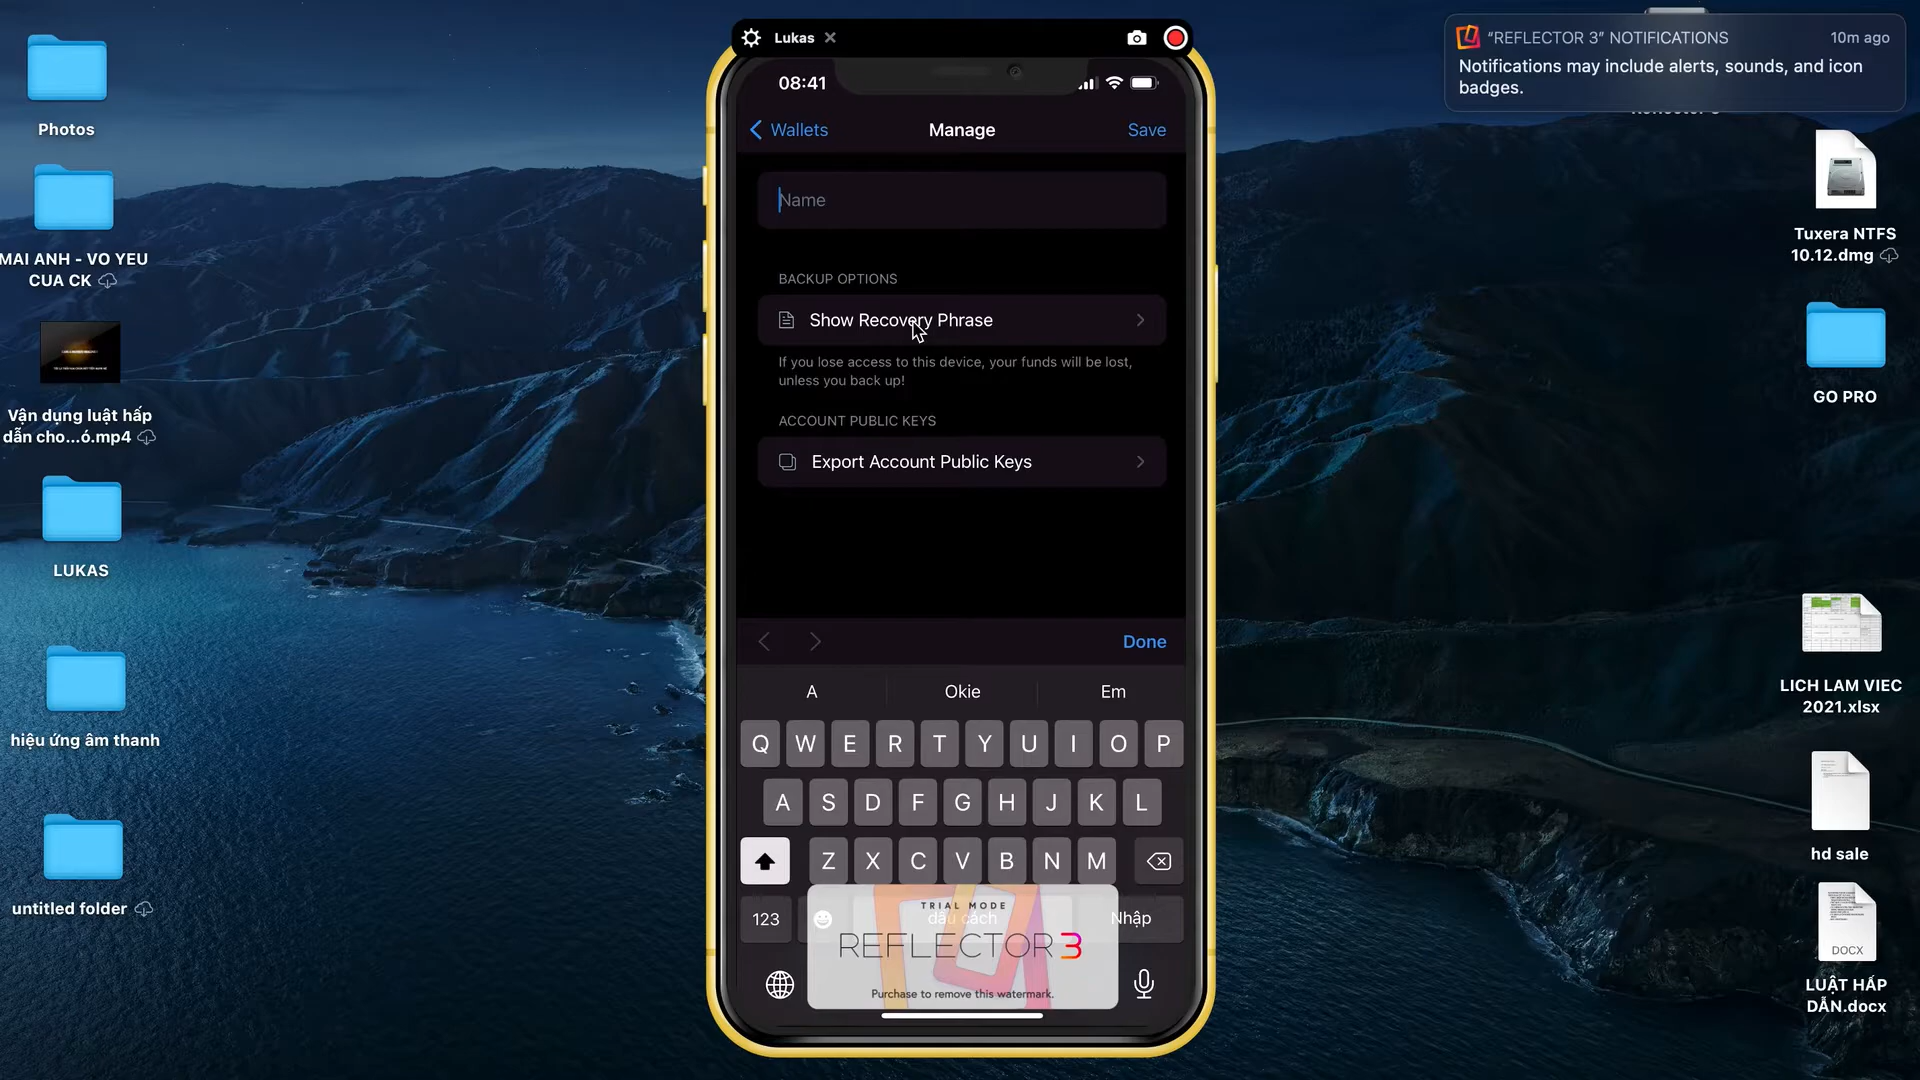 Lukas
"REFLECTOR 3" NOTIFICATIONS
10m ago
Notifications may include alerts, sounds, and icon
badges.
08:41
Wallets
Manage
Save
Name
BACKUP OPTIONS
Show Recovery Phrase
If you lose access to this device, your funds will be lost,
unless you back up!
ACCOUNT PUBLIC KEYS
Export Account Public Keys
Done
A Okie Em
Q W E R T Y U I O P
A S D F G H J K L
Z X C V B N M
123
dấu cách
Nhập
TRIAL MODE
REFLECTOR 3
Purchase to remove this watermark.
Photos
MAI ANH - VO YEU
CUA CK
Vận dụng luật hấp
dẫn cho...ó.mp4
LUKAS
hiệu ứng âm thanh
untitled folder
Tuxera NTFS
10.12.dmg
GO PRO
LICH LAM VIEC
2021.xlsx
hd sale
DOCX
LUẬT HẤP
DẪN.docx